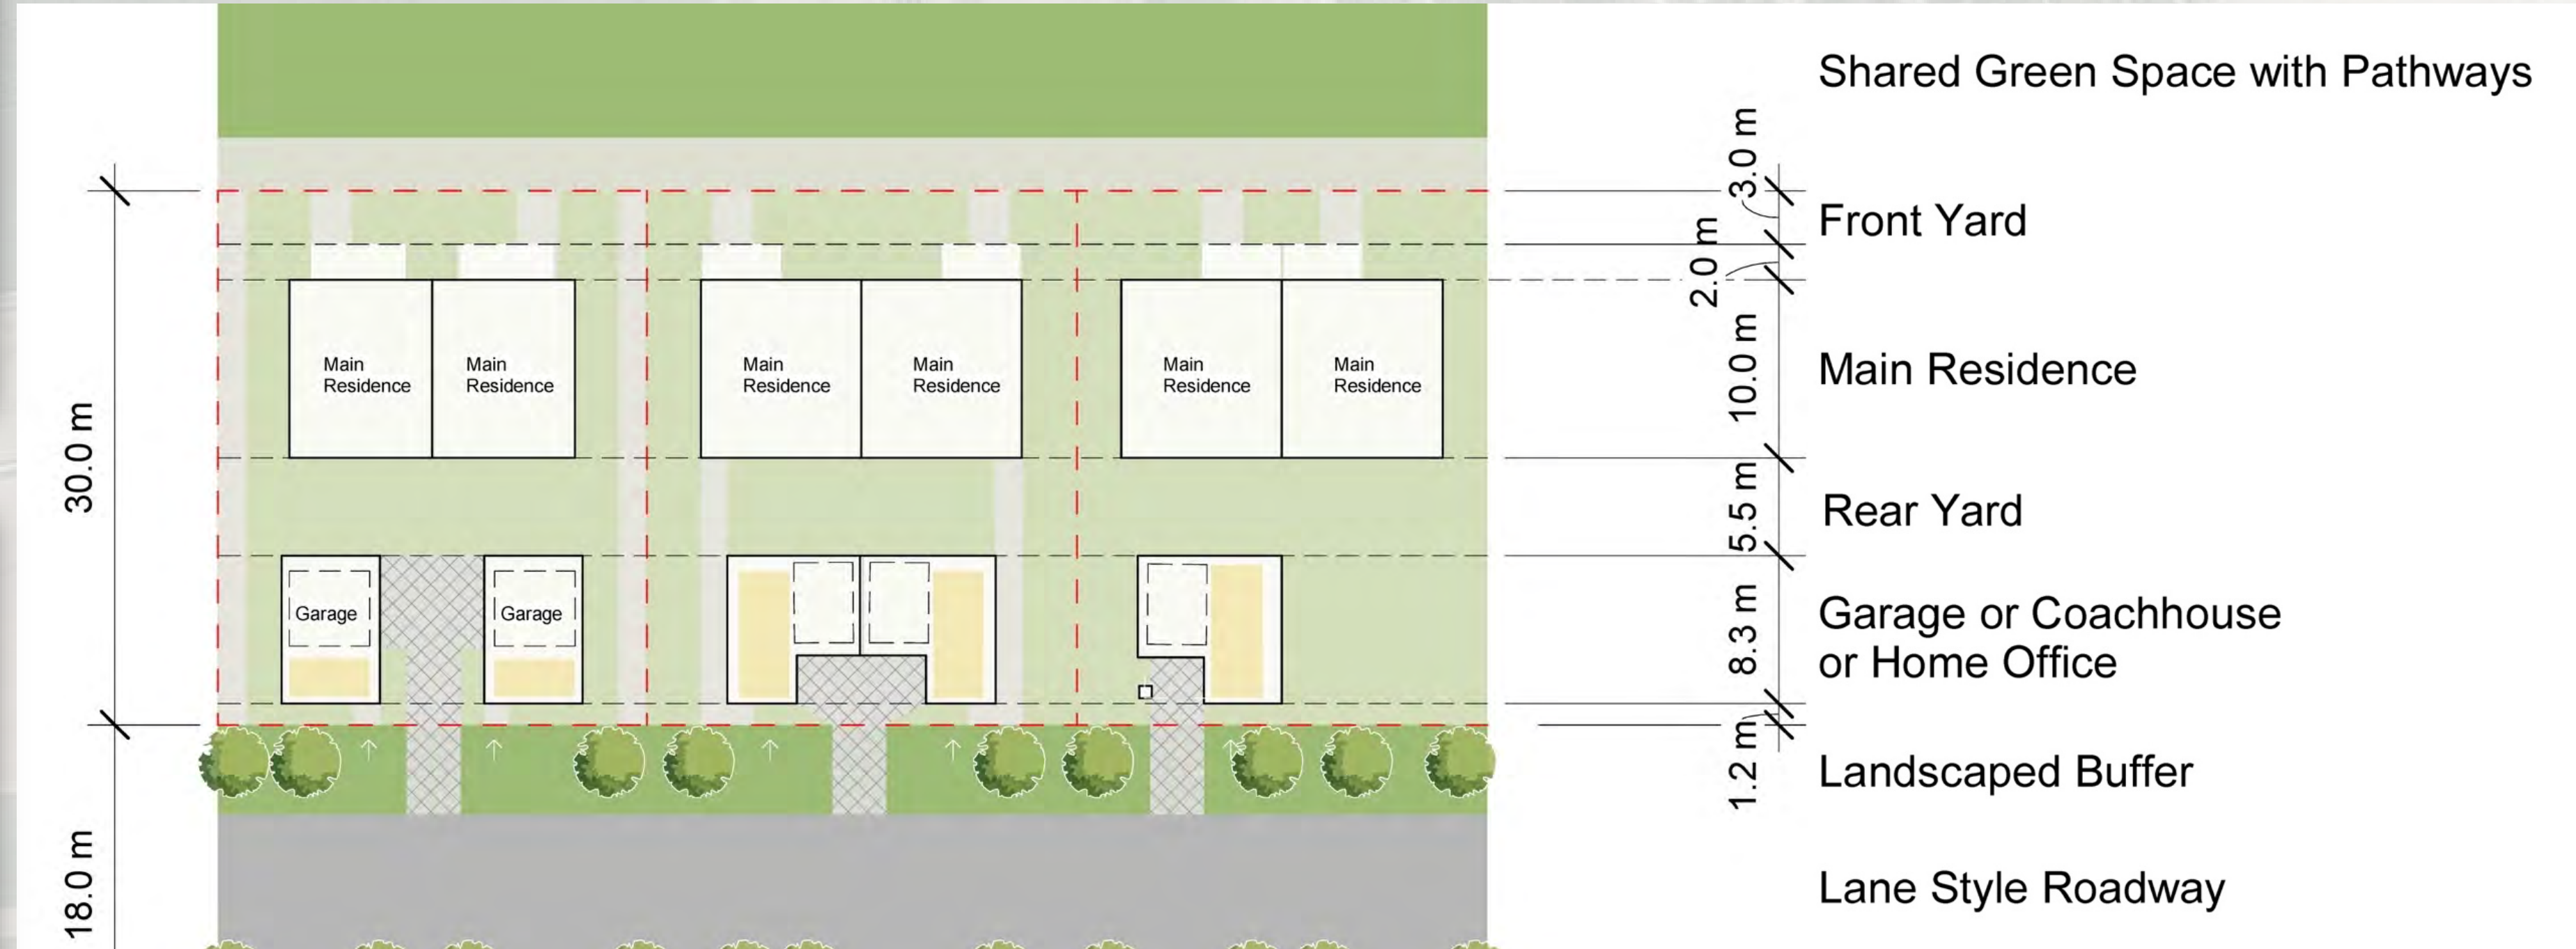 Shared Green Space with Pathways
3.0 m
Front Yard
2.0 m
Main
Residence
Main
Residence
Main
Residence
Main
Residence
Main
Residence
Main
Residence
10.0 m
Main Residence
30.0 m
5.5 m
Rear Yard
Garage
Garage
8.3 m
Garage or Coachhouse
or Home Office
1.2 m
Landscaped Buffer
18.0 m
Lane Style Roadway